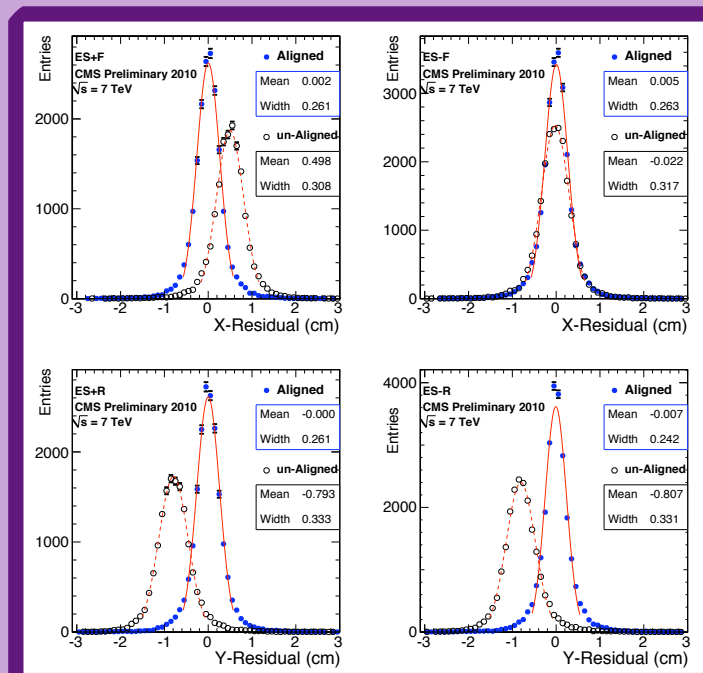 Entries
ES+F
CMS Preliminary 2010
√s = 7 TeV
Aligned
Mean 0.002
Width 0.261
un-Aligned
Mean 0.498
Width 0.308
2000
1000
0
-3 -2 -1 0 1 2 3
X-Residual (cm)
Entries
ES-F
CMS Preliminary 2010
√s = 7 TeV
Aligned
Mean 0.005
Width 0.263
un-Aligned
Mean -0.022
Width 0.317
3000
2000
1000
0
-3 -2 -1 0 1 2 3
X-Residual (cm)
Entries
ES+R
CMS Preliminary 2010
√s = 7 TeV
Aligned
Mean -0.000
Width 0.261
un-Aligned
Mean -0.793
Width 0.333
2000
1000
0
-3 -2 -1 0 1 2 3
Y-Residual (cm)
Entries
ES-R
CMS Preliminary 2010
√s = 7 TeV
Aligned
Mean -0.007
Width 0.242
un-Aligned
Mean -0.807
Width 0.331
4000
2000
0
-3 -2 -1 0 1 2 3
Y-Residual (cm)